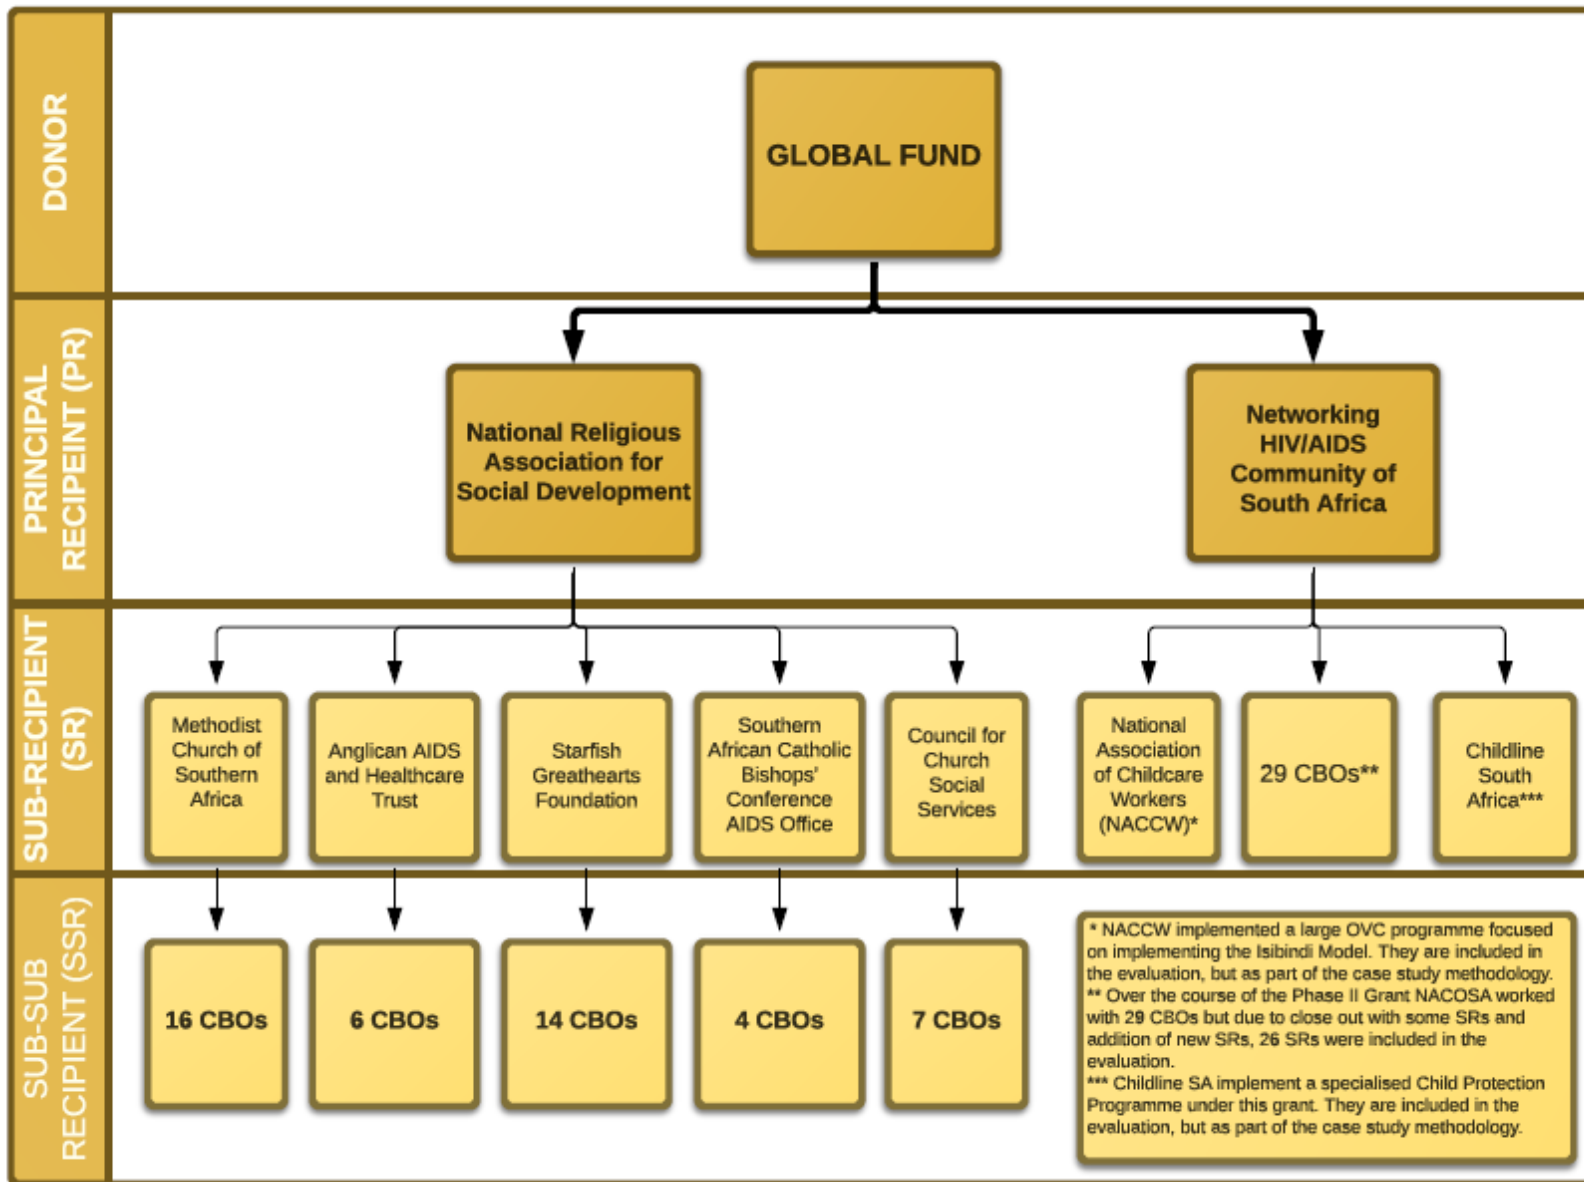 DONOR
GLOBAL FUND
PRINCIPAL
RECIPEINT (PR)
National Religious
Association for
Social Development
Networking
HIV/AIDS
Community of
South Africa
SUB-RECIPIENT
(SR)
Methodist
Church of
Southern
Africa
Anglican AIDS
and Healthcare
Trust
Starfish
Greathearts
Foundation
Southern
African Catholic
Bishops'
Conference
AIDS Office
Council for
Church
Social
Services
National
Association
of Childcare
Workers
(NACCW)*
29 CBOs**
Childline
South
Africa***
SUB-SUB
RECIPIENT (SSR)
16 CBOs
6 CBOs
14 CBOs
4 CBOs
7 CBOs
* NACCW implemented a large OVC programme focused
on implementing the Isibindi Model. They are included in
the evaluation, but as part of the case study methodology.
** Over the course of the Phase II Grant NACOSA worked
with 29 CBOs but due to close out with some SRs and
addition of new SRs, 26 SRs were included in the
evaluation.
*** Childline SA implement a specialised Child Protection
Programme under this grant. They are included in the
evaluation, but as part of the case study methodology.